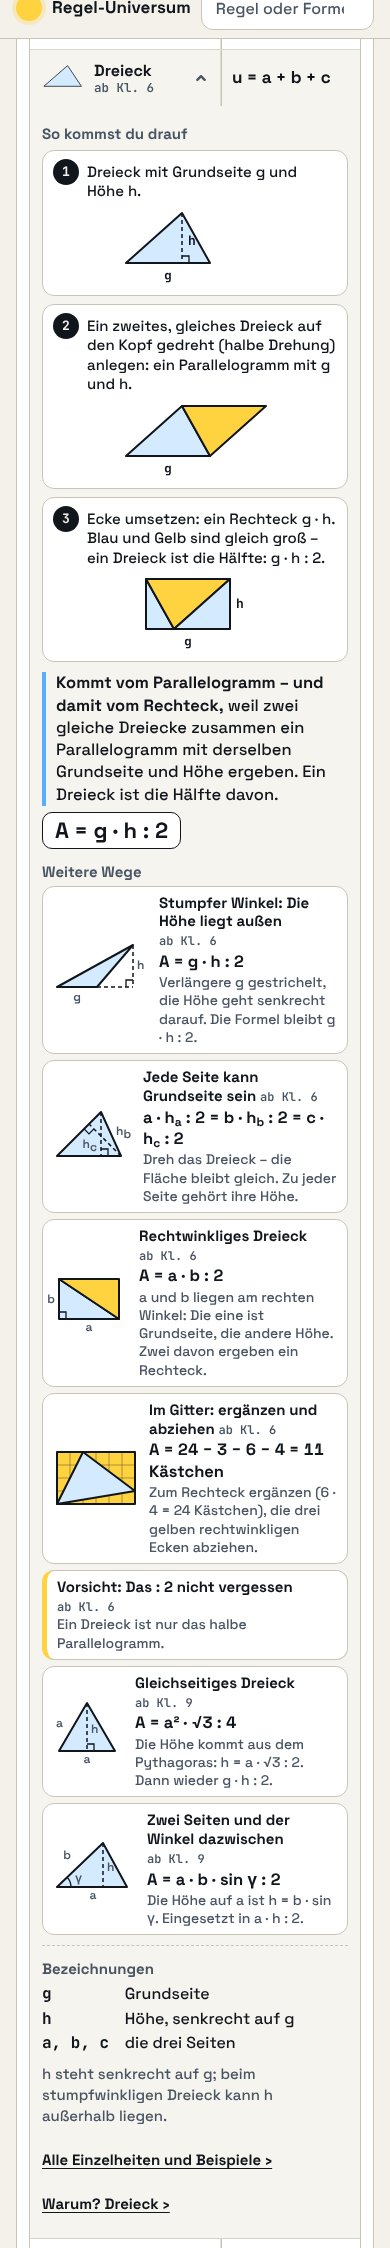 Regel-Universum
Regel oder Forme
Dreieck
ab Kl. 6
u = a + b + c
So kommst du drauf
1
Dreieck mit Grundseite g und
Höhe h.
h
g
2
Ein zweites, gleiches Dreieck auf
den Kopf gedreht (halbe Drehung)
anlegen: ein Parallelogramm mit g
und h.
g
3
Ecke umsetzen: ein Rechteck g · h.
Blau und Gelb sind gleich groß –
ein Dreieck ist die Hälfte: g · h : 2.
h
g
Kommt vom Parallelogramm – und
damit vom Rechteck, weil zwei
gleiche Dreiecke zusammen ein
Parallelogramm mit derselben
Grundseite und Höhe ergeben. Ein
Dreieck ist die Hälfte davon.
A = g · h : 2
Weitere Wege
Stumpfer Winkel: Die
Höhe liegt außen
ab Kl. 6
A = g · h : 2
Verlängere g gestrichelt,
die Höhe geht senkrecht
darauf. Die Formel bleibt g
· h : 2.
h
g
Jede Seite kann
Grundseite sein ab Kl. 6
a · hₐ : 2 = b · h_b : 2 = c ·
h_c : 2
Dreh das Dreieck – die
Fläche bleibt gleich. Zu jeder
Seite gehört ihre Höhe.
h_b
h_c
Rechtwinkliges Dreieck
ab Kl. 6
A = a · b : 2
a und b liegen am rechten
Winkel: Die eine ist
Grundseite, die andere Höhe.
Zwei davon ergeben ein
Rechteck.
b
a
Im Gitter: ergänzen und
abziehen ab Kl. 6
A = 24 − 3 − 6 − 4 = 11
Kästchen
Zum Rechteck ergänzen (6 ·
4 = 24 Kästchen), die drei
gelben rechtwinkligen
Ecken abziehen.
Vorsicht: Das : 2 nicht vergessen
ab Kl. 6
Ein Dreieck ist nur das halbe
Parallelogramm.
Gleichseitiges Dreieck
ab Kl. 9
A = a² · √3 : 4
Die Höhe kommt aus dem
Pythagoras: h = a · √3 : 2.
Dann wieder g · h : 2.
a
h
a
Zwei Seiten und der
Winkel dazwischen
ab Kl. 9
A = a · b · sin γ : 2
Die Höhe auf a ist h = b · sin
γ. Eingesetzt in a · h : 2.
b
h
γ
a
Bezeichnungen
g Grundseite
h Höhe, senkrecht auf g
a, b, c die drei Seiten
h steht senkrecht auf g; beim
stumpfwinkligen Dreieck kann h
außerhalb liegen.
Alle Einzelheiten und Beispiele >
Warum? Dreieck >